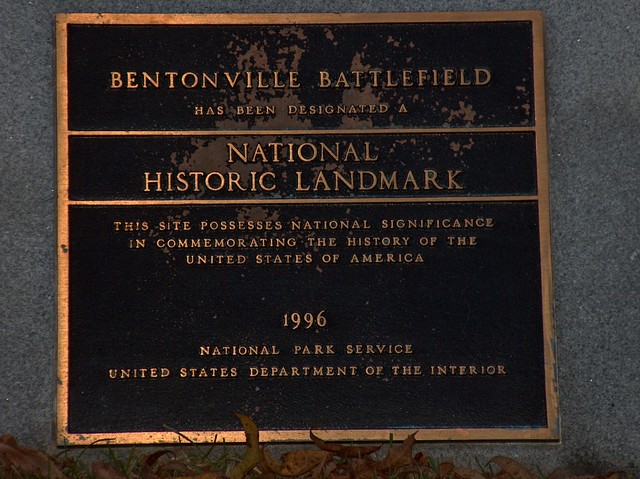 BENTONVILLE BATTLEFIELD
HAS BEEN DESIGNATED A
NATIONAL
HISTORIC LANDMARK
THIS SITE POSSESSES NATIONAL SIGNIFICANCE
IN COMMEMORATING THE HISTORY OF THE
UNITED STATES OF AMERICA
1996
NATIONAL PARK SERVICE
UNITED STATES DEPARTMENT OF THE INTERIOR